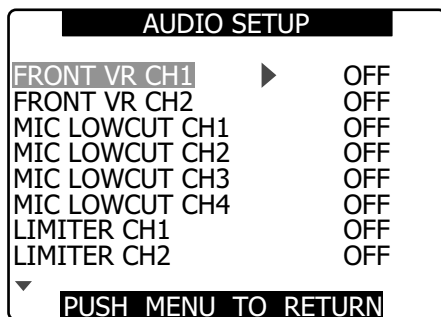 AUDIO SETUP
FRONT VR CH1 OFF
FRONT VR CH2 OFF
MIC LOWCUT CH1 OFF
MIC LOWCUT CH2 OFF
MIC LOWCUT CH3 OFF
MIC LOWCUT CH4 OFF
LIMITER CH1 OFF
LIMITER CH2 OFF
PUSH MENU TO RETURN